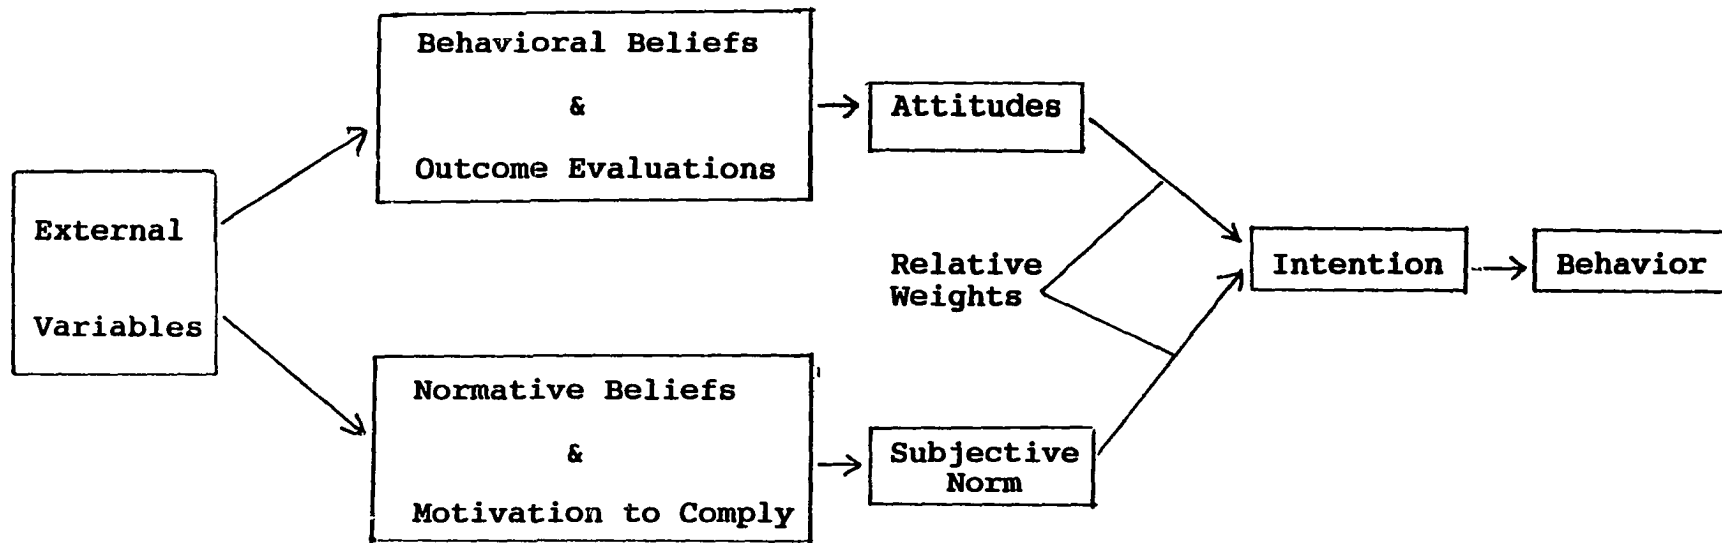 Behavioral Beliefs
&
Outcome Evaluations
Attitudes
External
Variables
Relative
Weights
Intention
Behavior
Normative Beliefs
&
Motivation to Comply
Subjective
Norm